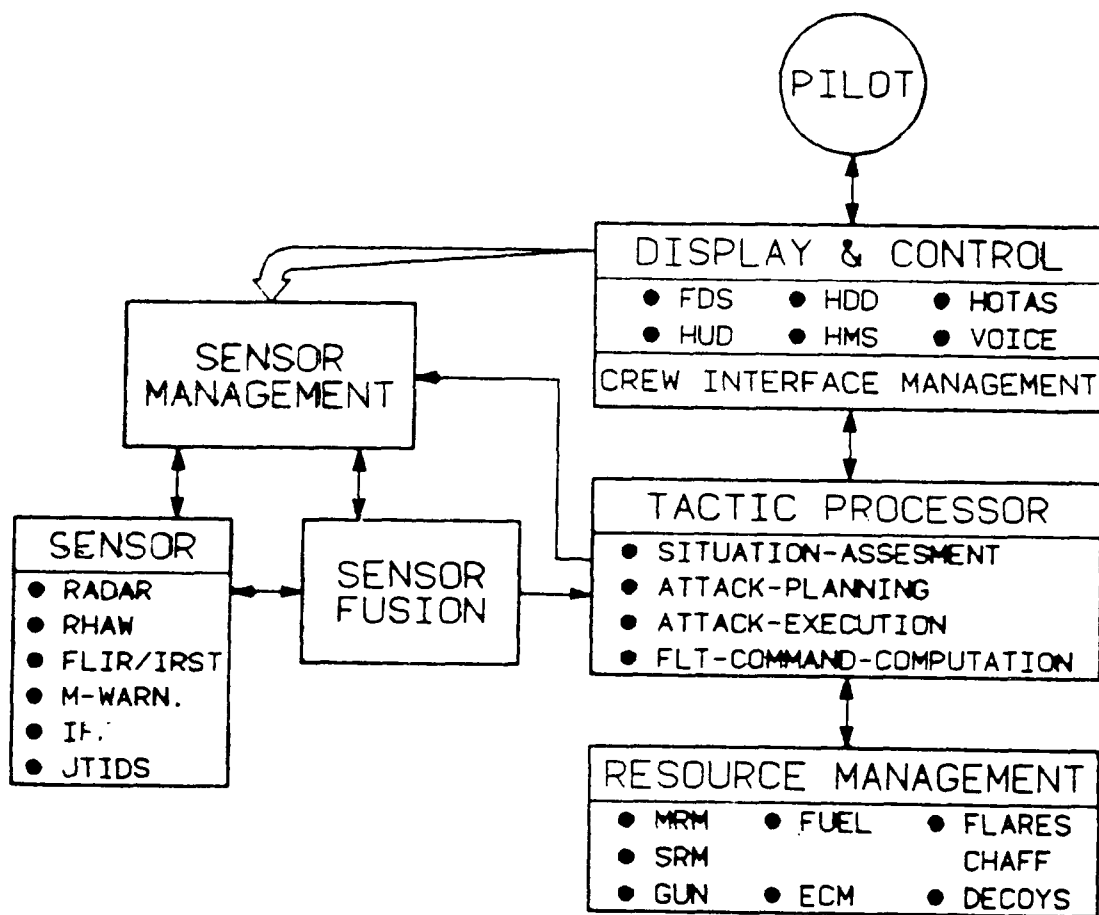 PILOT
DISPLAY & CONTROL
● FDS ● HDD ● HOTAS
● HUD ● HMS ● VOICE
CREW INTERFACE MANAGEMENT
SENSOR
MANAGEMENT
TACTIC PROCESSOR
● SITUATION-ASSESMENT
● ATTACK-PLANNING
● ATTACK-EXECUTION
● FLT-COMMAND-COMPUTATION
SENSOR
● RADAR
● RHAW
● FLIR/IRST
● M-WARN.
● JTIDS
SENSOR
FUSION
RESOURCE MANAGEMENT
● MRM ● FUEL ● FLARES
● SRM CHAFF
● GUN ● ECM ● DECOYS